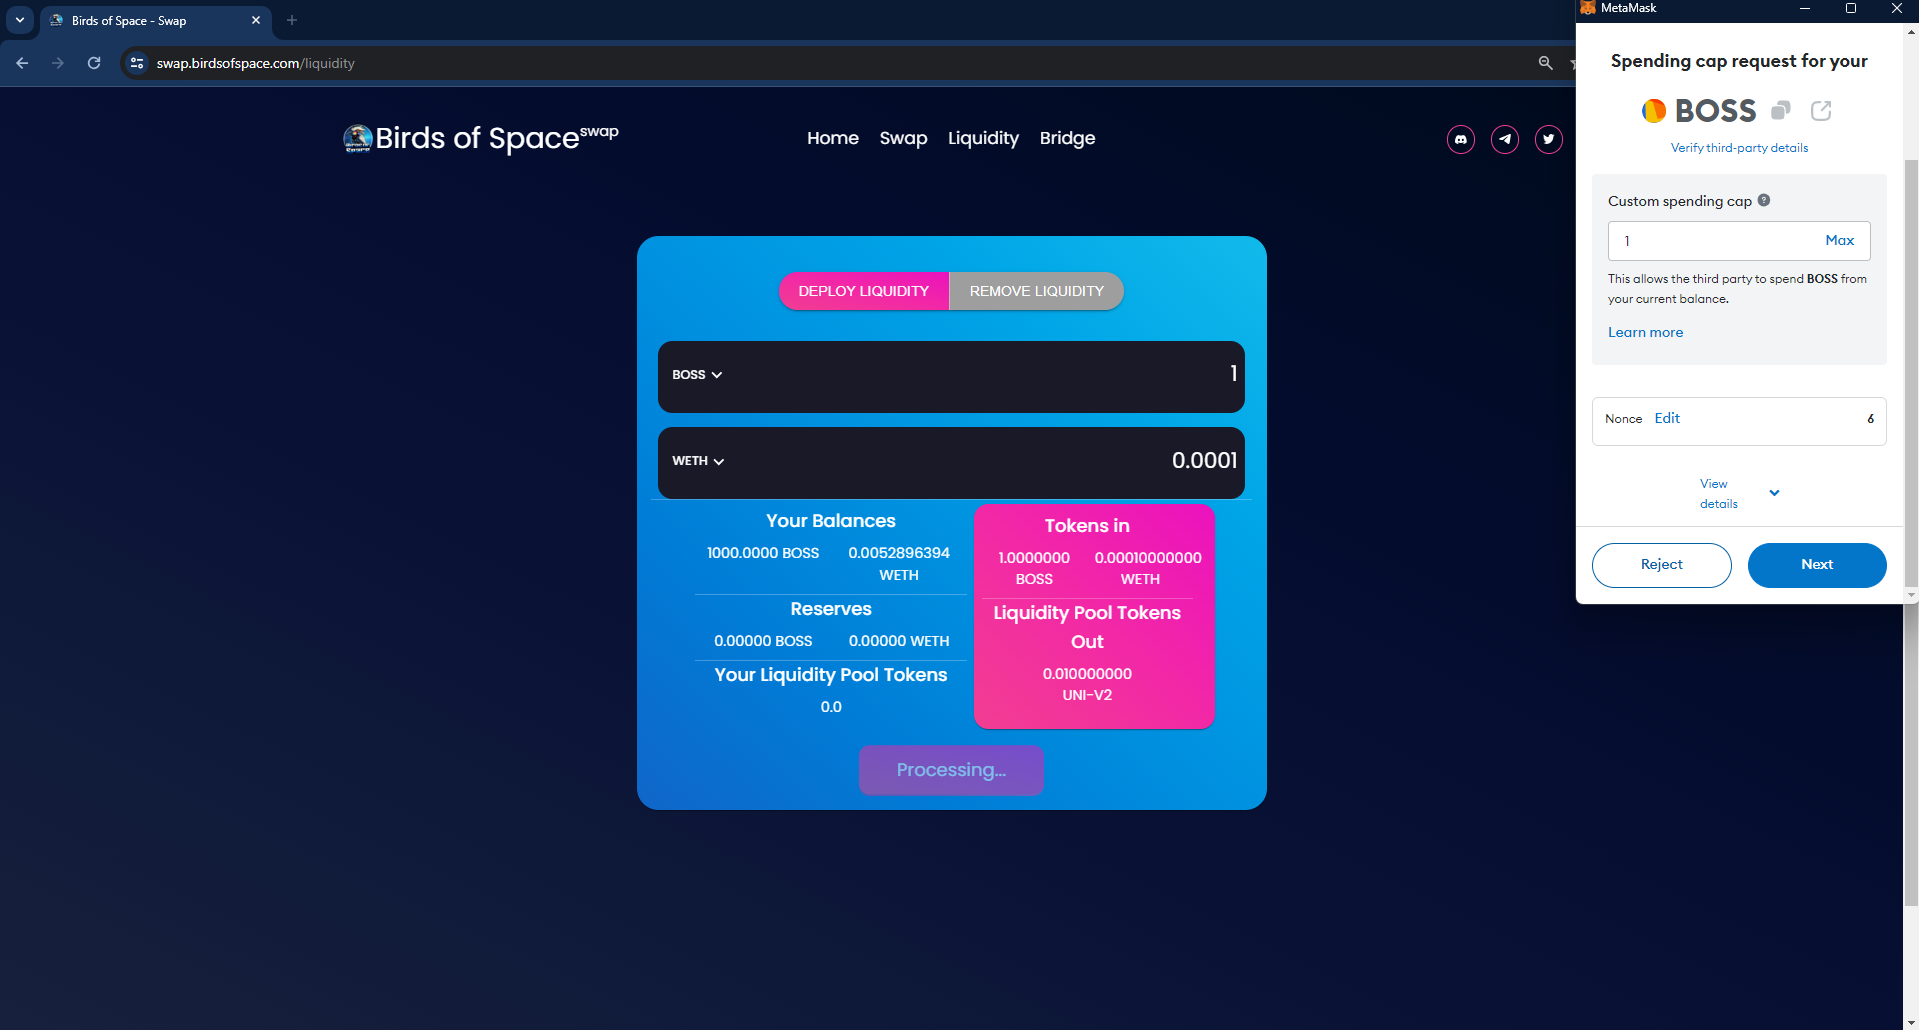 Birds of Space - Swap
swap.birdsofspace.com/liquidity
Birds of Space swap
Home Swap Liquidity Bridge
DEPLOY LIQUIDITY REMOVE LIQUIDITY
BOSS 1
WETH 0.0001
Your Balances
1000.0000 BOSS 0.0052896394
WETH
Reserves
0.00000 BOSS 0.00000 WETH
Your Liquidity Pool Tokens
0.0
Tokens in
1.0000000 0.00010000000
BOSS WETH
Liquidity Pool Tokens
Out
0.010000000
UNI-V2
Processing...
MetaMask
Spending cap request for your
BOSS
Verify third-party details
Custom spending cap ?
1 Max
This allows the third party to spend BOSS from
your current balance.
Learn more
Nonce Edit 6
View
details
Reject Next